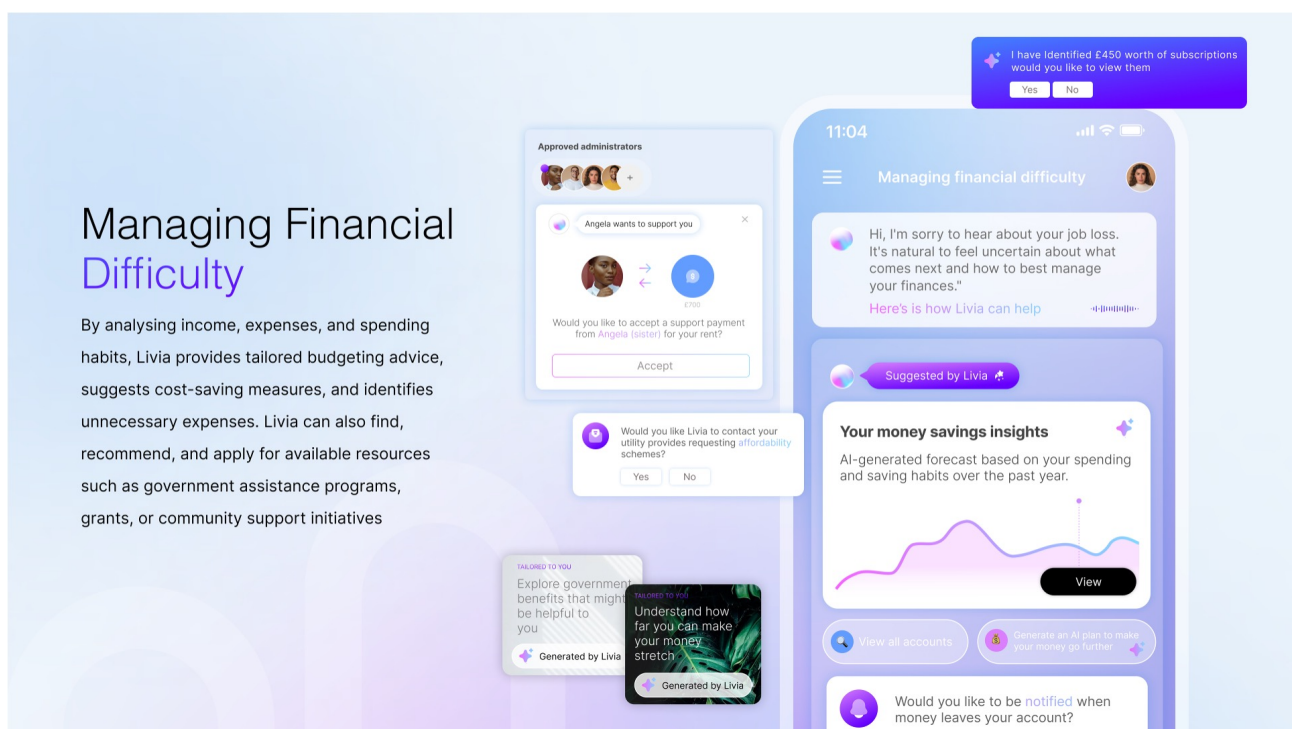 Managing Financial
Difficulty
By analysing income, expenses, and spending
habits, Livia provides tailored budgeting advice,
suggests cost-saving measures, and identifies
unnecessary expenses. Livia can also find,
recommend, and apply for available resources
such as government assistance programs,
grants, or community support initiatives
Approved administrators
+
Angela wants to support you
£700
Would you like to accept a support payment
from Angela (sister) for your rent?
Accept
Would you like Livia to contact your
utility provides requesting affordability
schemes?
Yes No
TAILORED TO YOU
Explore government
benefits that might
be helpful to
you
Generated by Livia
TAILORED TO YOU
Understand how
far you can make
your money
stretch
Generated by Livia
I have Identified £450 worth of subscriptions
would you like to view them
Yes No
11:04
Managing financial difficulty
Hi, I'm sorry to hear about your job loss.
It's natural to feel uncertain about what
comes next and how to best manage
your finances."
Here's is how Livia can help
Suggested by Livia
Your money savings insights
AI-generated forecast based on your spending
and saving habits over the past year.
View
View all accounts
Generate an AI plan to make
your money go further
Would you like to be notified when
money leaves your account?